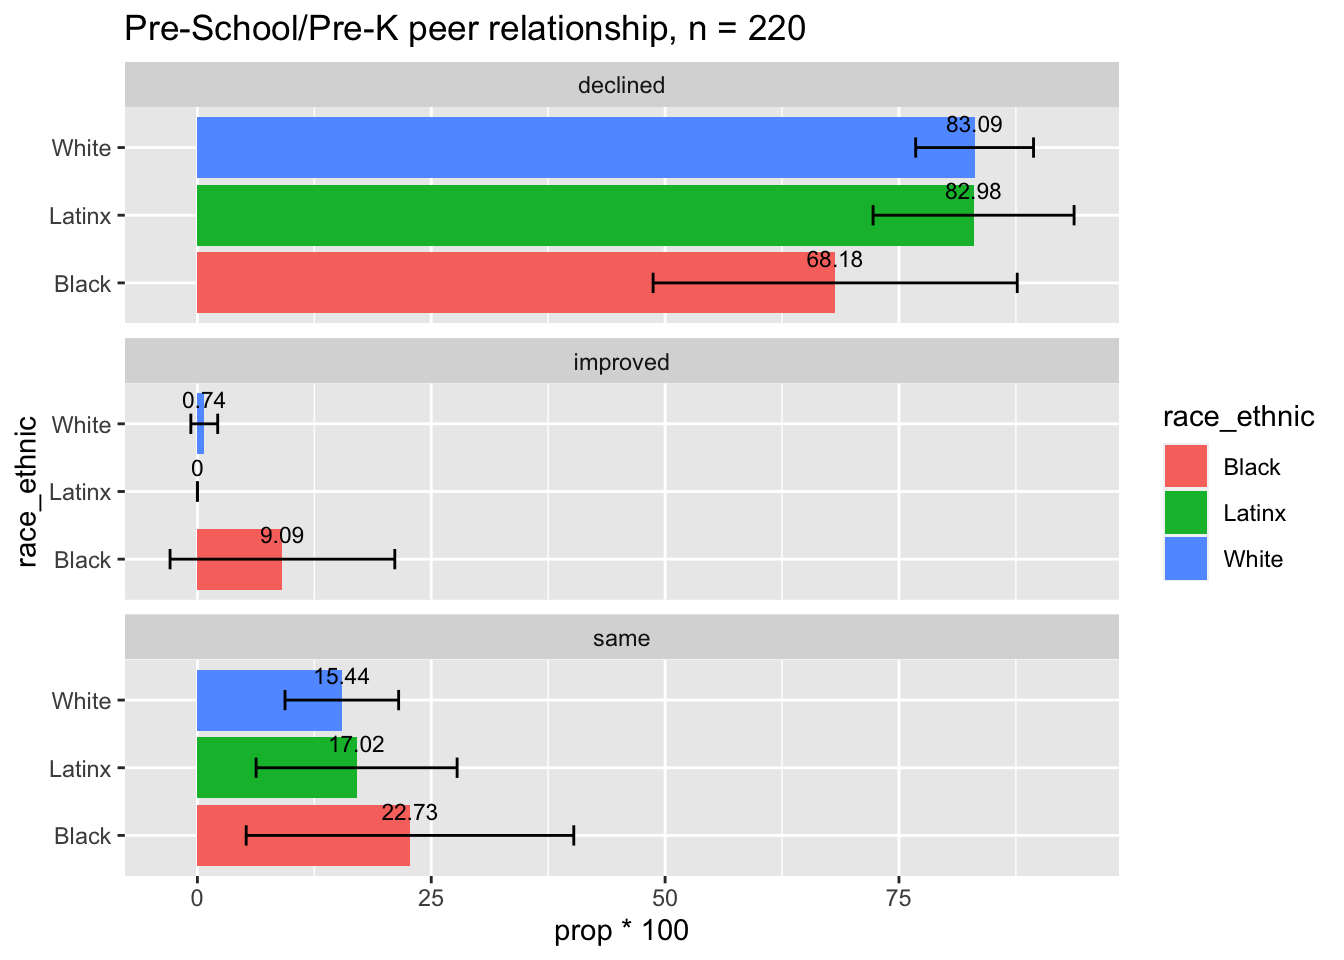 Pre-School/Pre-K peer relationship, n = 220
declined
White
83.09
Latinx
82.98
Black
68.18
improved
White
0.74
Latinx
0
Black
9.09
same
White
15.44
Latinx
17.02
Black
22.73
0 25 50 75
prop * 100
race_ethnic
race_ethnic
Black
Latinx
White